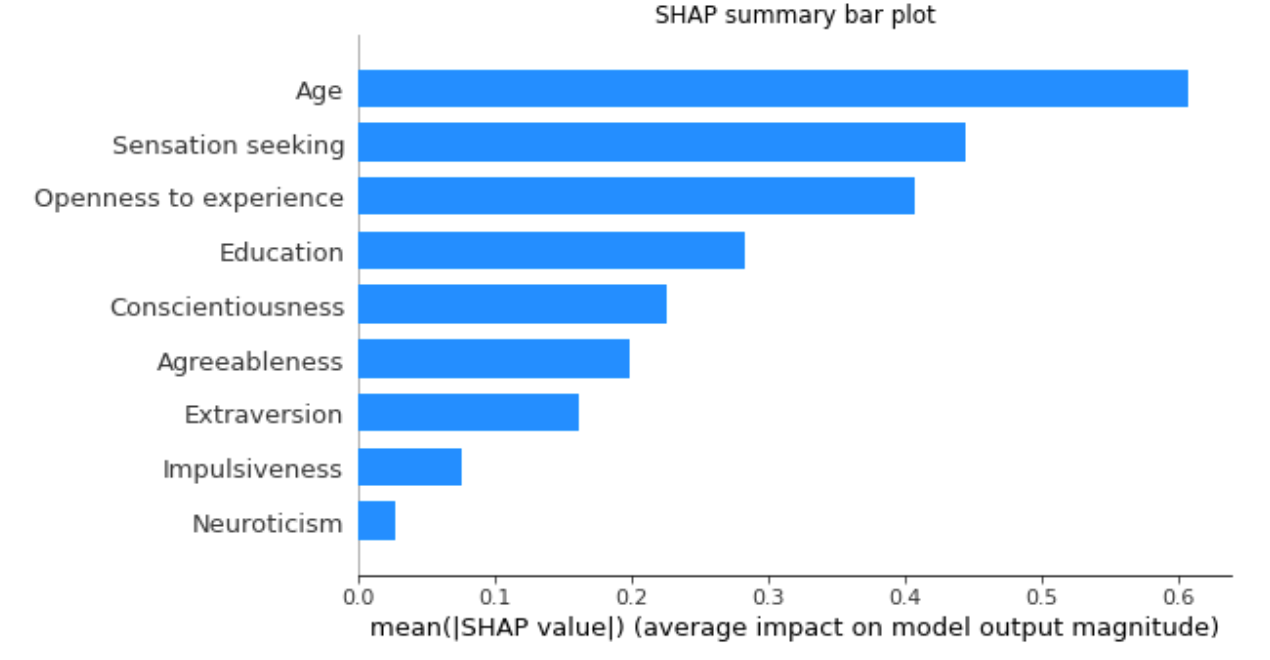 SHAP summary bar plot
Age
Sensation seeking
Openness to experience
Education
Conscientiousness
Agreeableness
Extraversion
Impulsiveness
Neuroticism
0.0 0.1 0.2 0.3 0.4 0.5 0.6
mean(|SHAP value|) (average impact on model output magnitude)